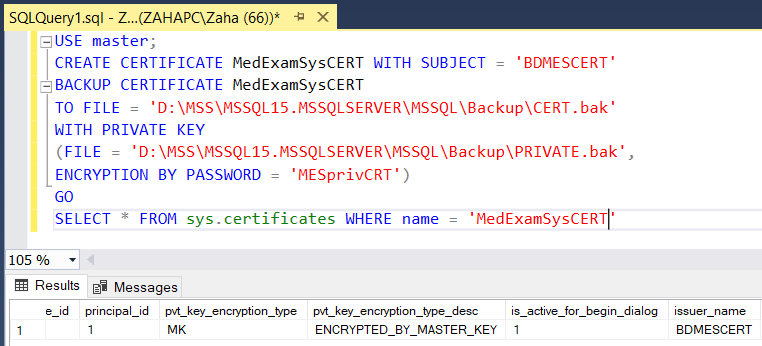 SQLQuery1.sql - Z...(ZAHAPC\Zaha (66))*
USE master;
CREATE CERTIFICATE MedExamSysCERT WITH SUBJECT = 'BDMESCERT'
BACKUP CERTIFICATE MedExamSysCERT
TO FILE = 'D:\MSS\MSSQL15.MSSQLSERVER\MSSQL\Backup\CERT.bak'
WITH PRIVATE KEY
(FILE = 'D:\MSS\MSSQL15.MSSQLSERVER\MSSQL\Backup\PRIVATE.bak',
ENCRYPTION BY PASSWORD = 'MESprivCRT')
GO
SELECT * FROM sys.certificates WHERE name = 'MedExamSysCERT'
105 %
Results Messages
e_id principal_id pvt_key_encryption_type pvt_key_encryption_type_desc is_active_for_begin_dialog issuer_name
1 1 MK ENCRYPTED_BY_MASTER_KEY 1 BDMESCERT